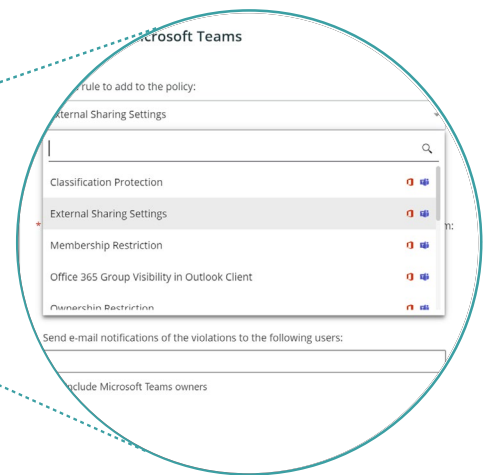 Microsoft Teams
rule to add to the policy:
External Sharing Settings
Classification Protection
External Sharing Settings
*
Membership Restriction
Office 365 Group Visibility in Outlook Client
Ownership Restriction
Send e-mail notifications of the violations to the following users:
Include Microsoft Teams owners